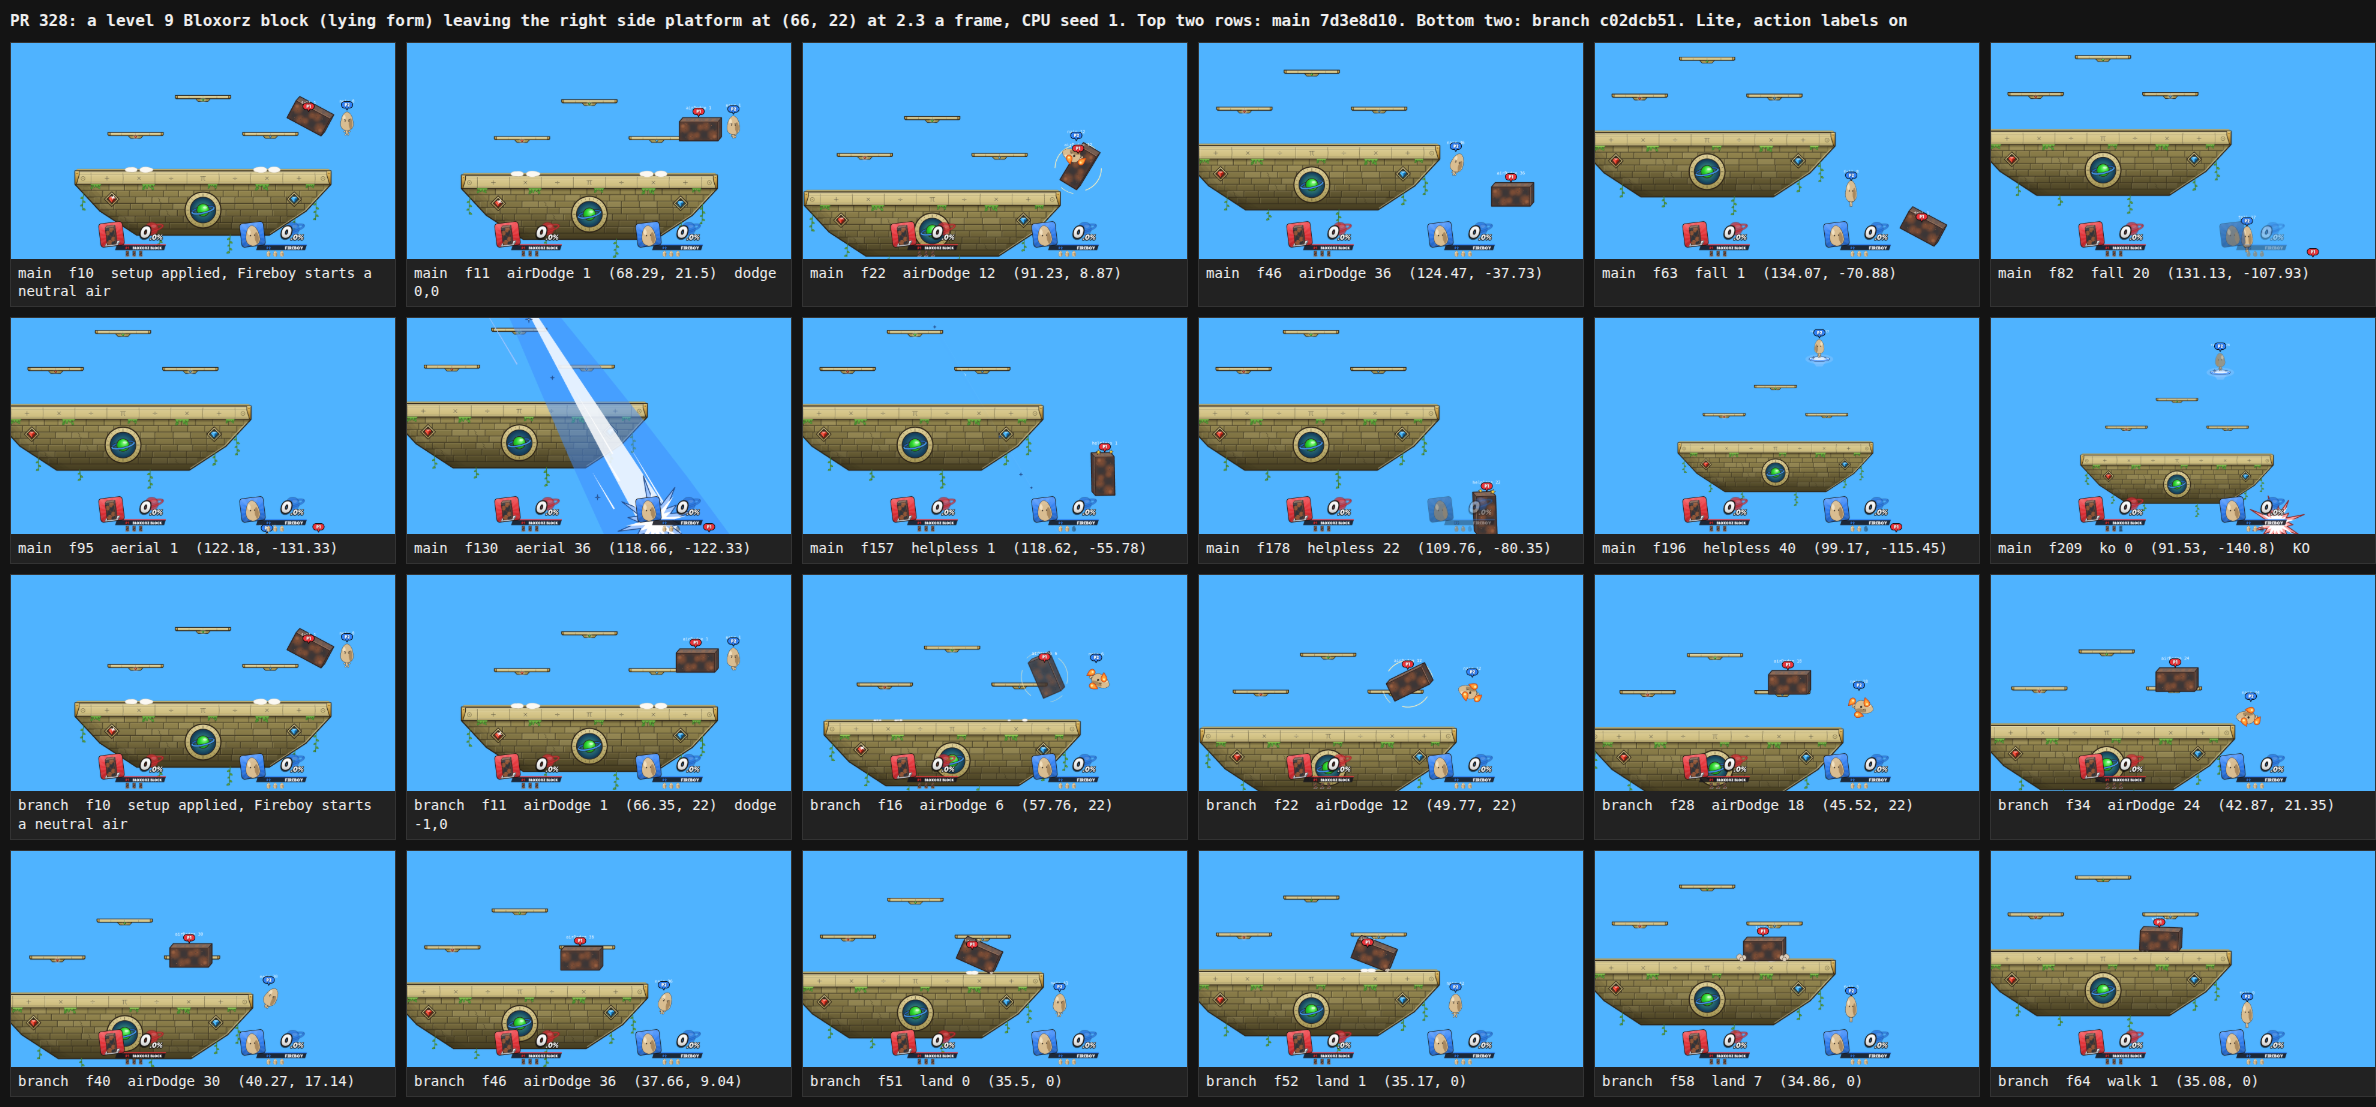 PR 328: a level 9 Bloxorz block (lying form) leaving the right side platform at (66, 22) at 2.3 a frame, CPU seed 1. Top two rows: main 7d3e8d10. Bottom two: branch c02dcb51. Lite, action labels on
main  f10  setup applied, Fireboy starts a
neutral air
main  f11  airDodge 1  (68.29, 21.5)  dodge
0,0
main  f22  airDodge 12  (91.23, 8.87)
main  f46  airDodge 36  (124.47, -37.73)
main  f63  fall 1  (134.07, -70.88)
main  f82  fall 20  (131.13, -107.93)
main  f95  aerial 1  (122.18, -131.33)
main  f130  aerial 36  (118.66, -122.33)
main  f157  helpless 1  (118.62, -55.78)
main  f178  helpless 22  (109.76, -80.35)
main  f196  helpless 40  (99.17, -115.45)
main  f209  ko 0  (91.53, -140.8)  KO
branch  f10  setup applied, Fireboy starts
a neutral air
branch  f11  airDodge 1  (66.35, 22)  dodge
-1,0
branch  f16  airDodge 6  (57.76, 22)
branch  f22  airDodge 12  (49.77, 22)
branch  f28  airDodge 18  (45.52, 22)
branch  f34  airDodge 24  (42.87, 21.35)
branch  f40  airDodge 30  (40.27, 17.14)
branch  f46  airDodge 36  (37.66, 9.04)
branch  f51  land 0  (35.5, 0)
branch  f52  land 1  (35.17, 0)
branch  f58  land 7  (34.86, 0)
branch  f64  walk 1  (35.08, 0)